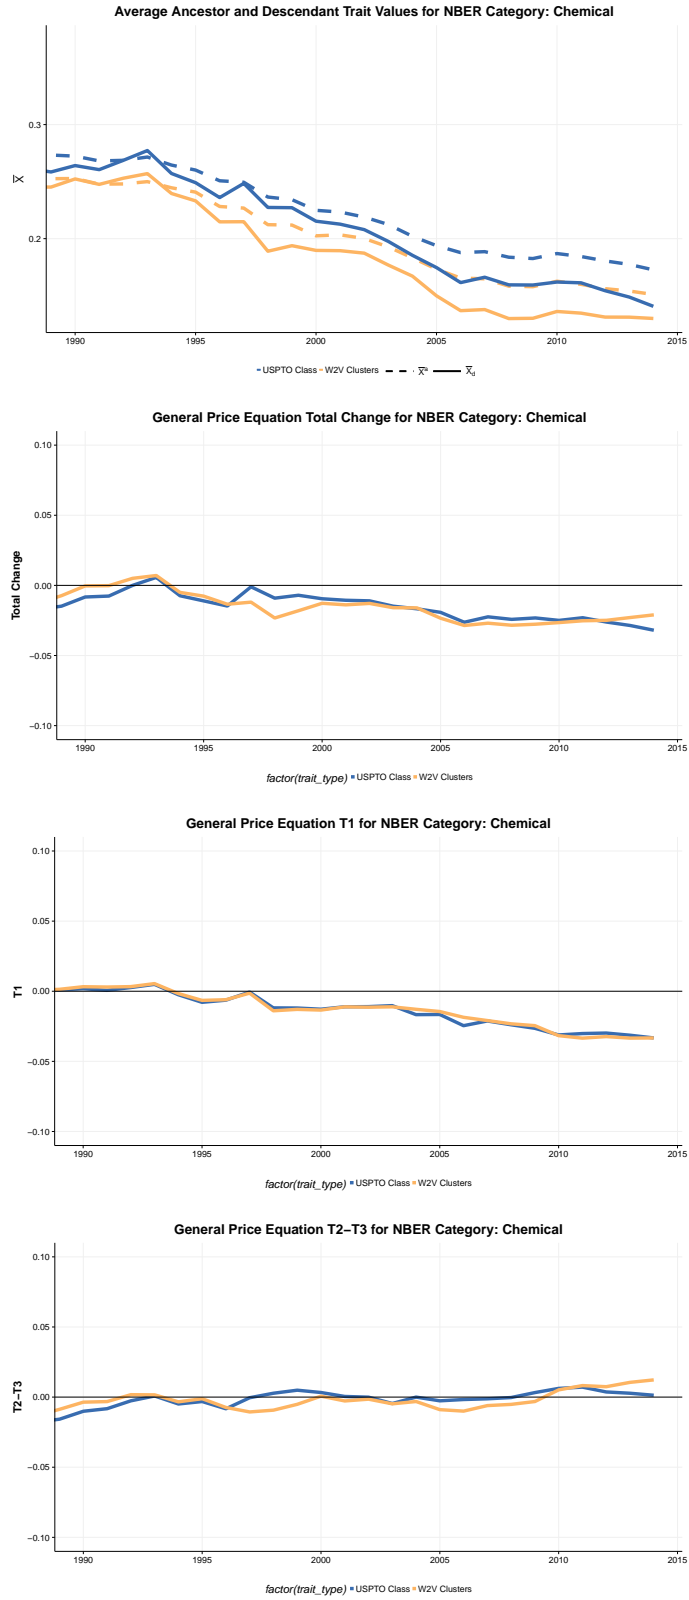 Average Ancestor and Descendant Trait Values for NBER Category: Chemical
0.3
0.2
X̅
1990 1995 2000 2005 2010 2015
USPTO Class W2V Clusters X̅ᵃ X̅d
General Price Equation Total Change for NBER Category: Chemical
0.10
0.05
0.00
−0.05
−0.10
Total Change
1990 1995 2000 2005 2010 2015
factor(trait_type) USPTO Class W2V Clusters
General Price Equation T1 for NBER Category: Chemical
0.10
0.05
0.00
−0.05
−0.10
T1
1990 1995 2000 2005 2010 2015
factor(trait_type) USPTO Class W2V Clusters
General Price Equation T2−T3 for NBER Category: Chemical
0.10
0.05
0.00
−0.05
−0.10
T2−T3
1990 1995 2000 2005 2010 2015
factor(trait_type) USPTO Class W2V Clusters